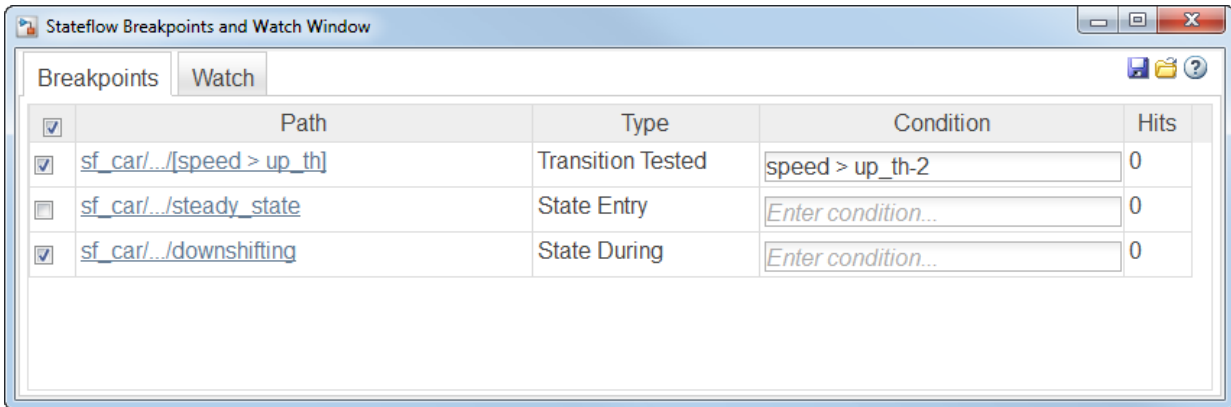 Stateflow Breakpoints and Watch Window
Breakpoints Watch
Path Type Condition Hits
sf_car/.../[speed > up_th] Transition Tested speed > up_th-2 0
sf_car/.../steady_state State Entry Enter condition... 0
sf_car/.../downshifting State During Enter condition... 0